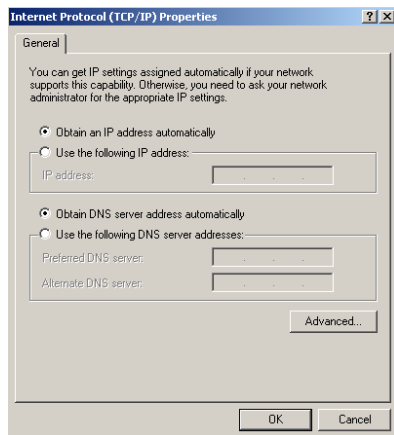 Internet Protocol (TCP/IP) Properties
General
You can get IP settings assigned automatically if your network
supports this capability. Otherwise, you need to ask your network
administrator for the appropriate IP settings.
Obtain an IP address automatically
Use the following IP address:
IP address:
Obtain DNS server address automatically
Use the following DNS server addresses:
Preferred DNS server:
Alternate DNS server:
Advanced...
OK Cancel